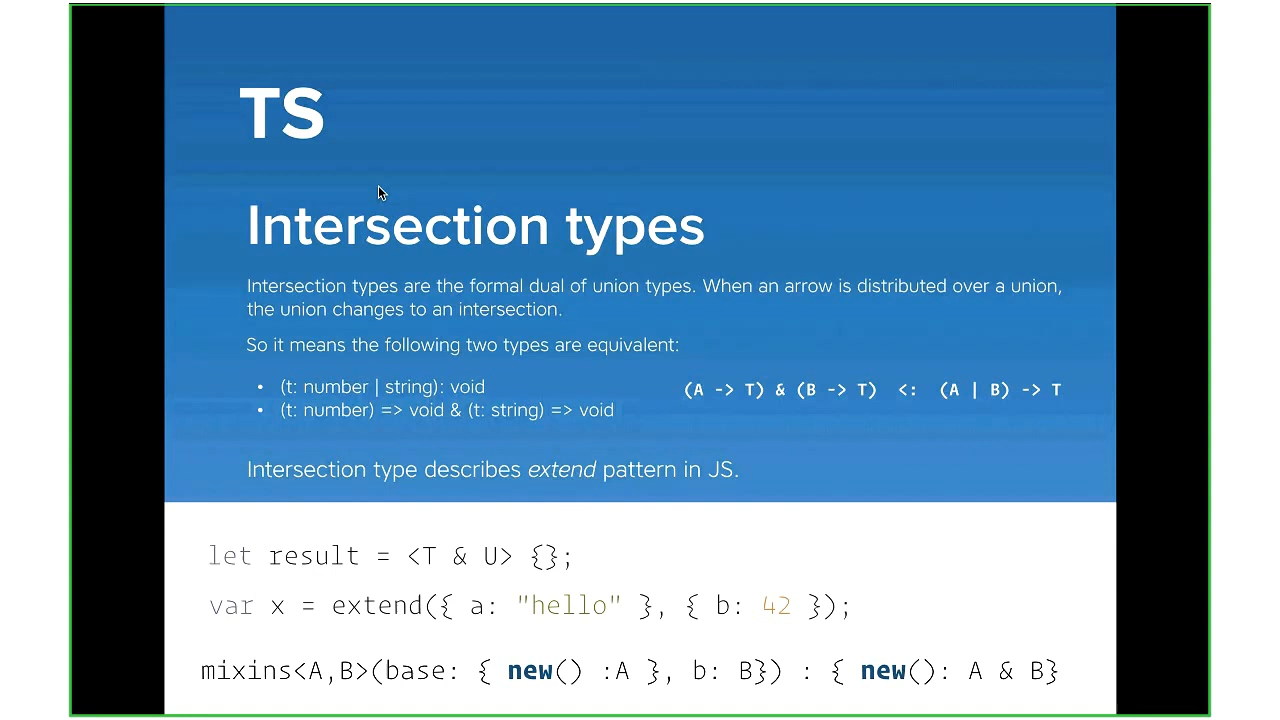 TS
Intersection types
Intersection types are the formal dual of union types. When an arrow is distributed over a union,
the union changes to an intersection.
So it means the following two types are equivalent:
• (t: number | string): void
• (t: number) => void & (t: string) => void
(A -> T) & (B -> T)  <:  (A | B) -> T
Intersection type describes extend pattern in JS.
let result = <T & U> {};
var x = extend({ a: "hello" }, { b: 42 });
mixins<A,B>(base: { new() :A }, b: B}) : { new(): A & B}